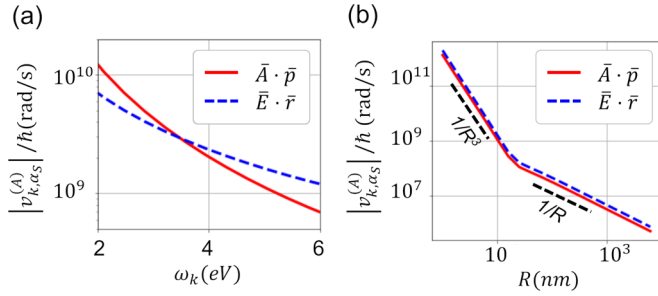 (a)
10^{10}
10^{9}
|v_{k,α_S}^{(A)}|/ℏ(rad/s)
Ā · p̄
Ē · r̄
2
4
6
ω_k(eV)
(b)
10^{11}
10^{9}
10^{7}
|v_{k,α_S}^{(A)}|/ℏ (rad/s)
Ā · p̄
Ē · r̄
1/R^3
1/R
10
10^3
R(nm)